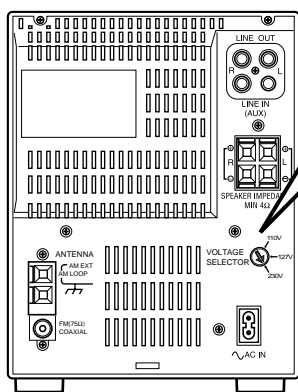 LINE OUT
R
L
LINE IN
(AUX)
R
L
SPEAKER IMPEDA
MIN 4Ω
110V
127V
230V
VOLTAGE
SELECTOR
ANTENNA
AM EXT
AM LOOP
FM(75Ω)
COAXIAL
AC IN